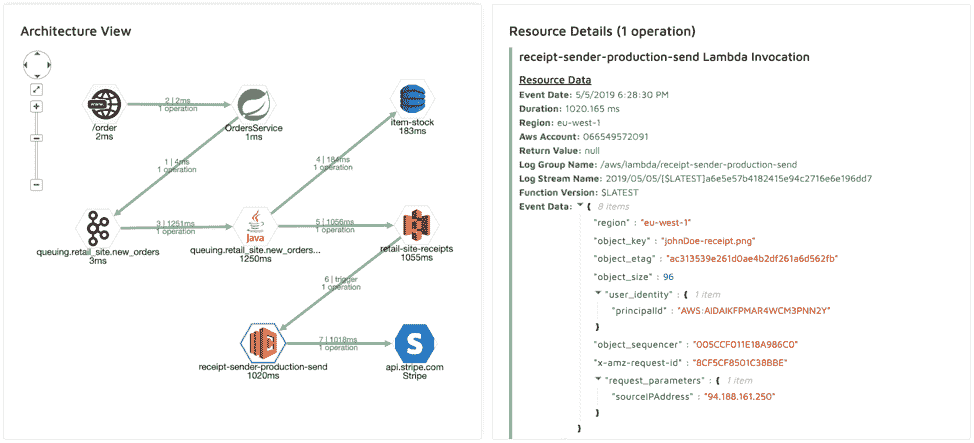 Architecture View
2 | 2ms
1 operation
/order
2ms
OrdersService
1ms
item-stock
183ms
1 | 4ms
1 operation
4 | 184ms
1 operation
3 | 1251ms
1 operation
5 | 1056ms
1 operation
Java
queuing.retail_site.new_orders
3ms
queuing.retail_site.new_orders...
1250ms
retail-site-receipts
1055ms
6 | trigger
1 operation
7 | 1018ms
1 operation
S
receipt-sender-production-send
1020ms
api.stripe.com
Stripe
Resource Details (1 operation)
receipt-sender-production-send Lambda Invocation
Resource Data
Event Date: 5/5/2019 6:28:30 PM
Duration: 1020.165 ms
Region: eu-west-1
Aws Account: 066549572091
Return Value: null
Log Group Name: /aws/lambda/receipt-sender-production-send
Log Stream Name: 2019/05/05/[$LATEST]a6e5e57b4182415e94c2716e6e196dd7
Function Version: $LATEST
Event Data: { 8 items
"region" : "eu-west-1"
"object_key" : "JohnDoe-receipt.png"
"object_etag" : "ac313539e261d0ae4b2df261a6d562fb"
"object_size" : 96
"user_identity" : { 1 item
"principalId" : "AWS:AIDAIKFPMAR4WCM3PNN2Y"
}
"object_sequencer" : "005CCF011E18A986C0"
"x-amz-request-id" : "8CF5CF8501C38BBE"
"request_parameters" : { 1 item
"sourceIPAddress" : "94.188.161.250"
}
}